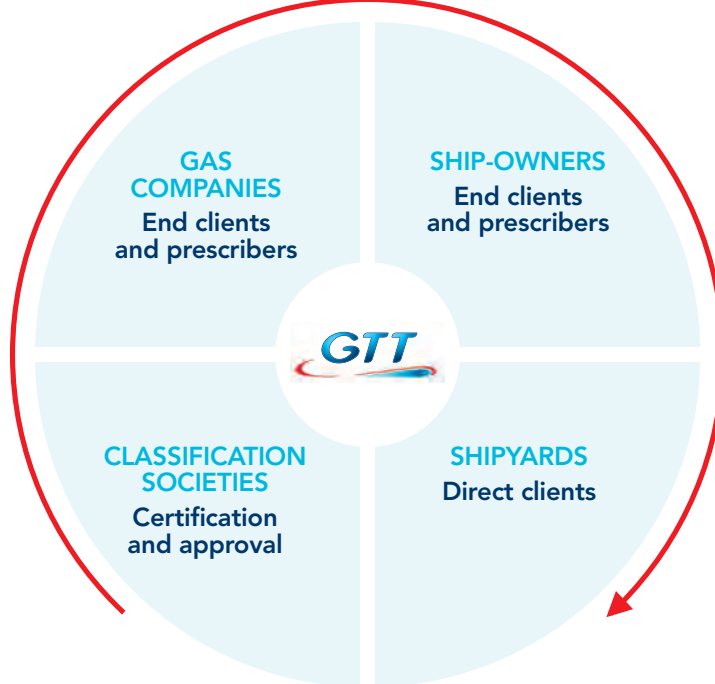 GAS
COMPANIES
End clients
and prescribers
SHIP-OWNERS
End clients
and prescribers
GTT
CLASSIFICATION
SOCIETIES
Certification
and approval
SHIPYARDS
Direct clients